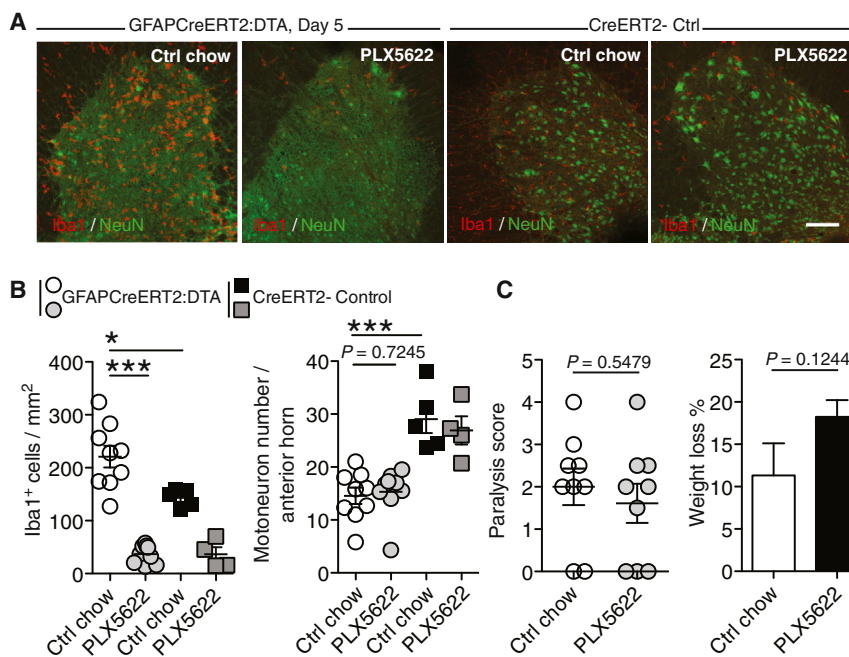 A
GFAPCreERT2:DTA, Day 5
CreERT2- Ctrl
Ctrl chow
PLX5622
Ctrl chow
PLX5622
Iba1/NeuN
Iba1/NeuN
Iba1/NeuN
Iba1/NeuN
B
GFAPCreERT2:DTA
CreERT2- Control
Iba1⁺ cells / mm²
400
300
200
100
0
*
***
Ctrl chow
PLX5622
Ctrl chow
PLX5622
Motoneuron number /
anterior horn
40
30
20
10
0
***
P = 0.7245
Ctrl chow
PLX5622
Ctrl chow
PLX5622
C
Paralysis score
5
4
3
2
1
0
P = 0.5479
Ctrl chow
PLX5622
Weight loss %
25
20
15
10
5
0
P = 0.1244
Ctrl chow
PLX5622